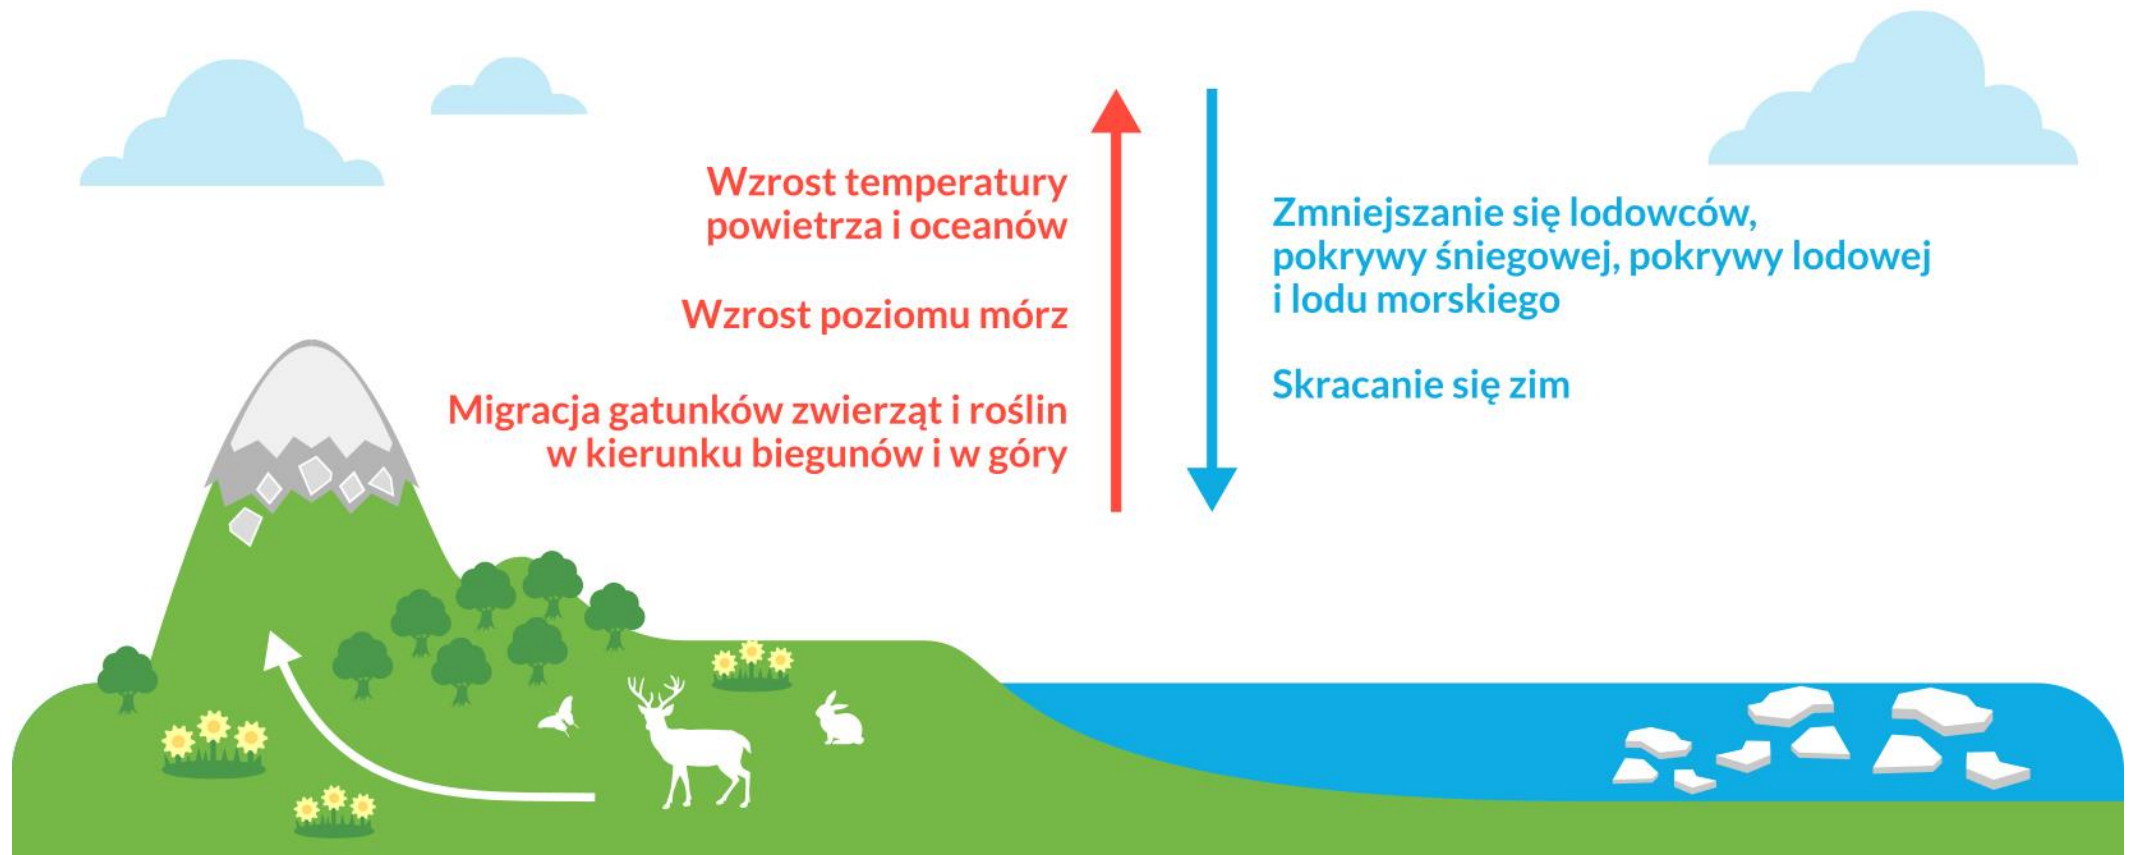 Wzrost temperatury
powietrza i oceanów
Wzrost poziomu mórz
Migracja gatunków zwierząt i roślin
w kierunku biegunów i w góry
Zmniejszanie się lodowców,
pokrywy śniegowej, pokrywy lodowej
i lodu morskiego
Skracanie się zim